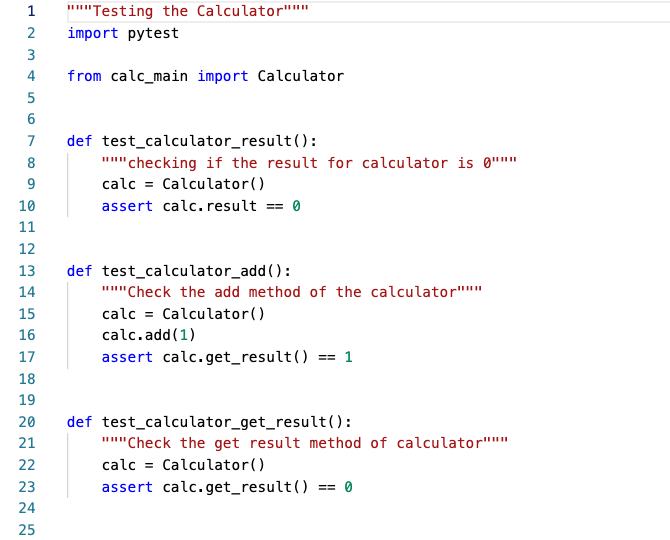 1 """Testing the Calculator"""
2 import pytest
3
4 from calc_main import Calculator
5
6
7 def test_calculator_result():
8     """checking if the result for calculator is 0"""
9     calc = Calculator()
10     assert calc.result == 0
11
12
13 def test_calculator_add():
14     """Check the add method of the calculator"""
15     calc = Calculator()
16     calc.add(1)
17     assert calc.get_result() == 1
18
19
20 def test_calculator_get_result():
21     """Check the get result method of calculator"""
22     calc = Calculator()
23     assert calc.get_result() == 0
24
25